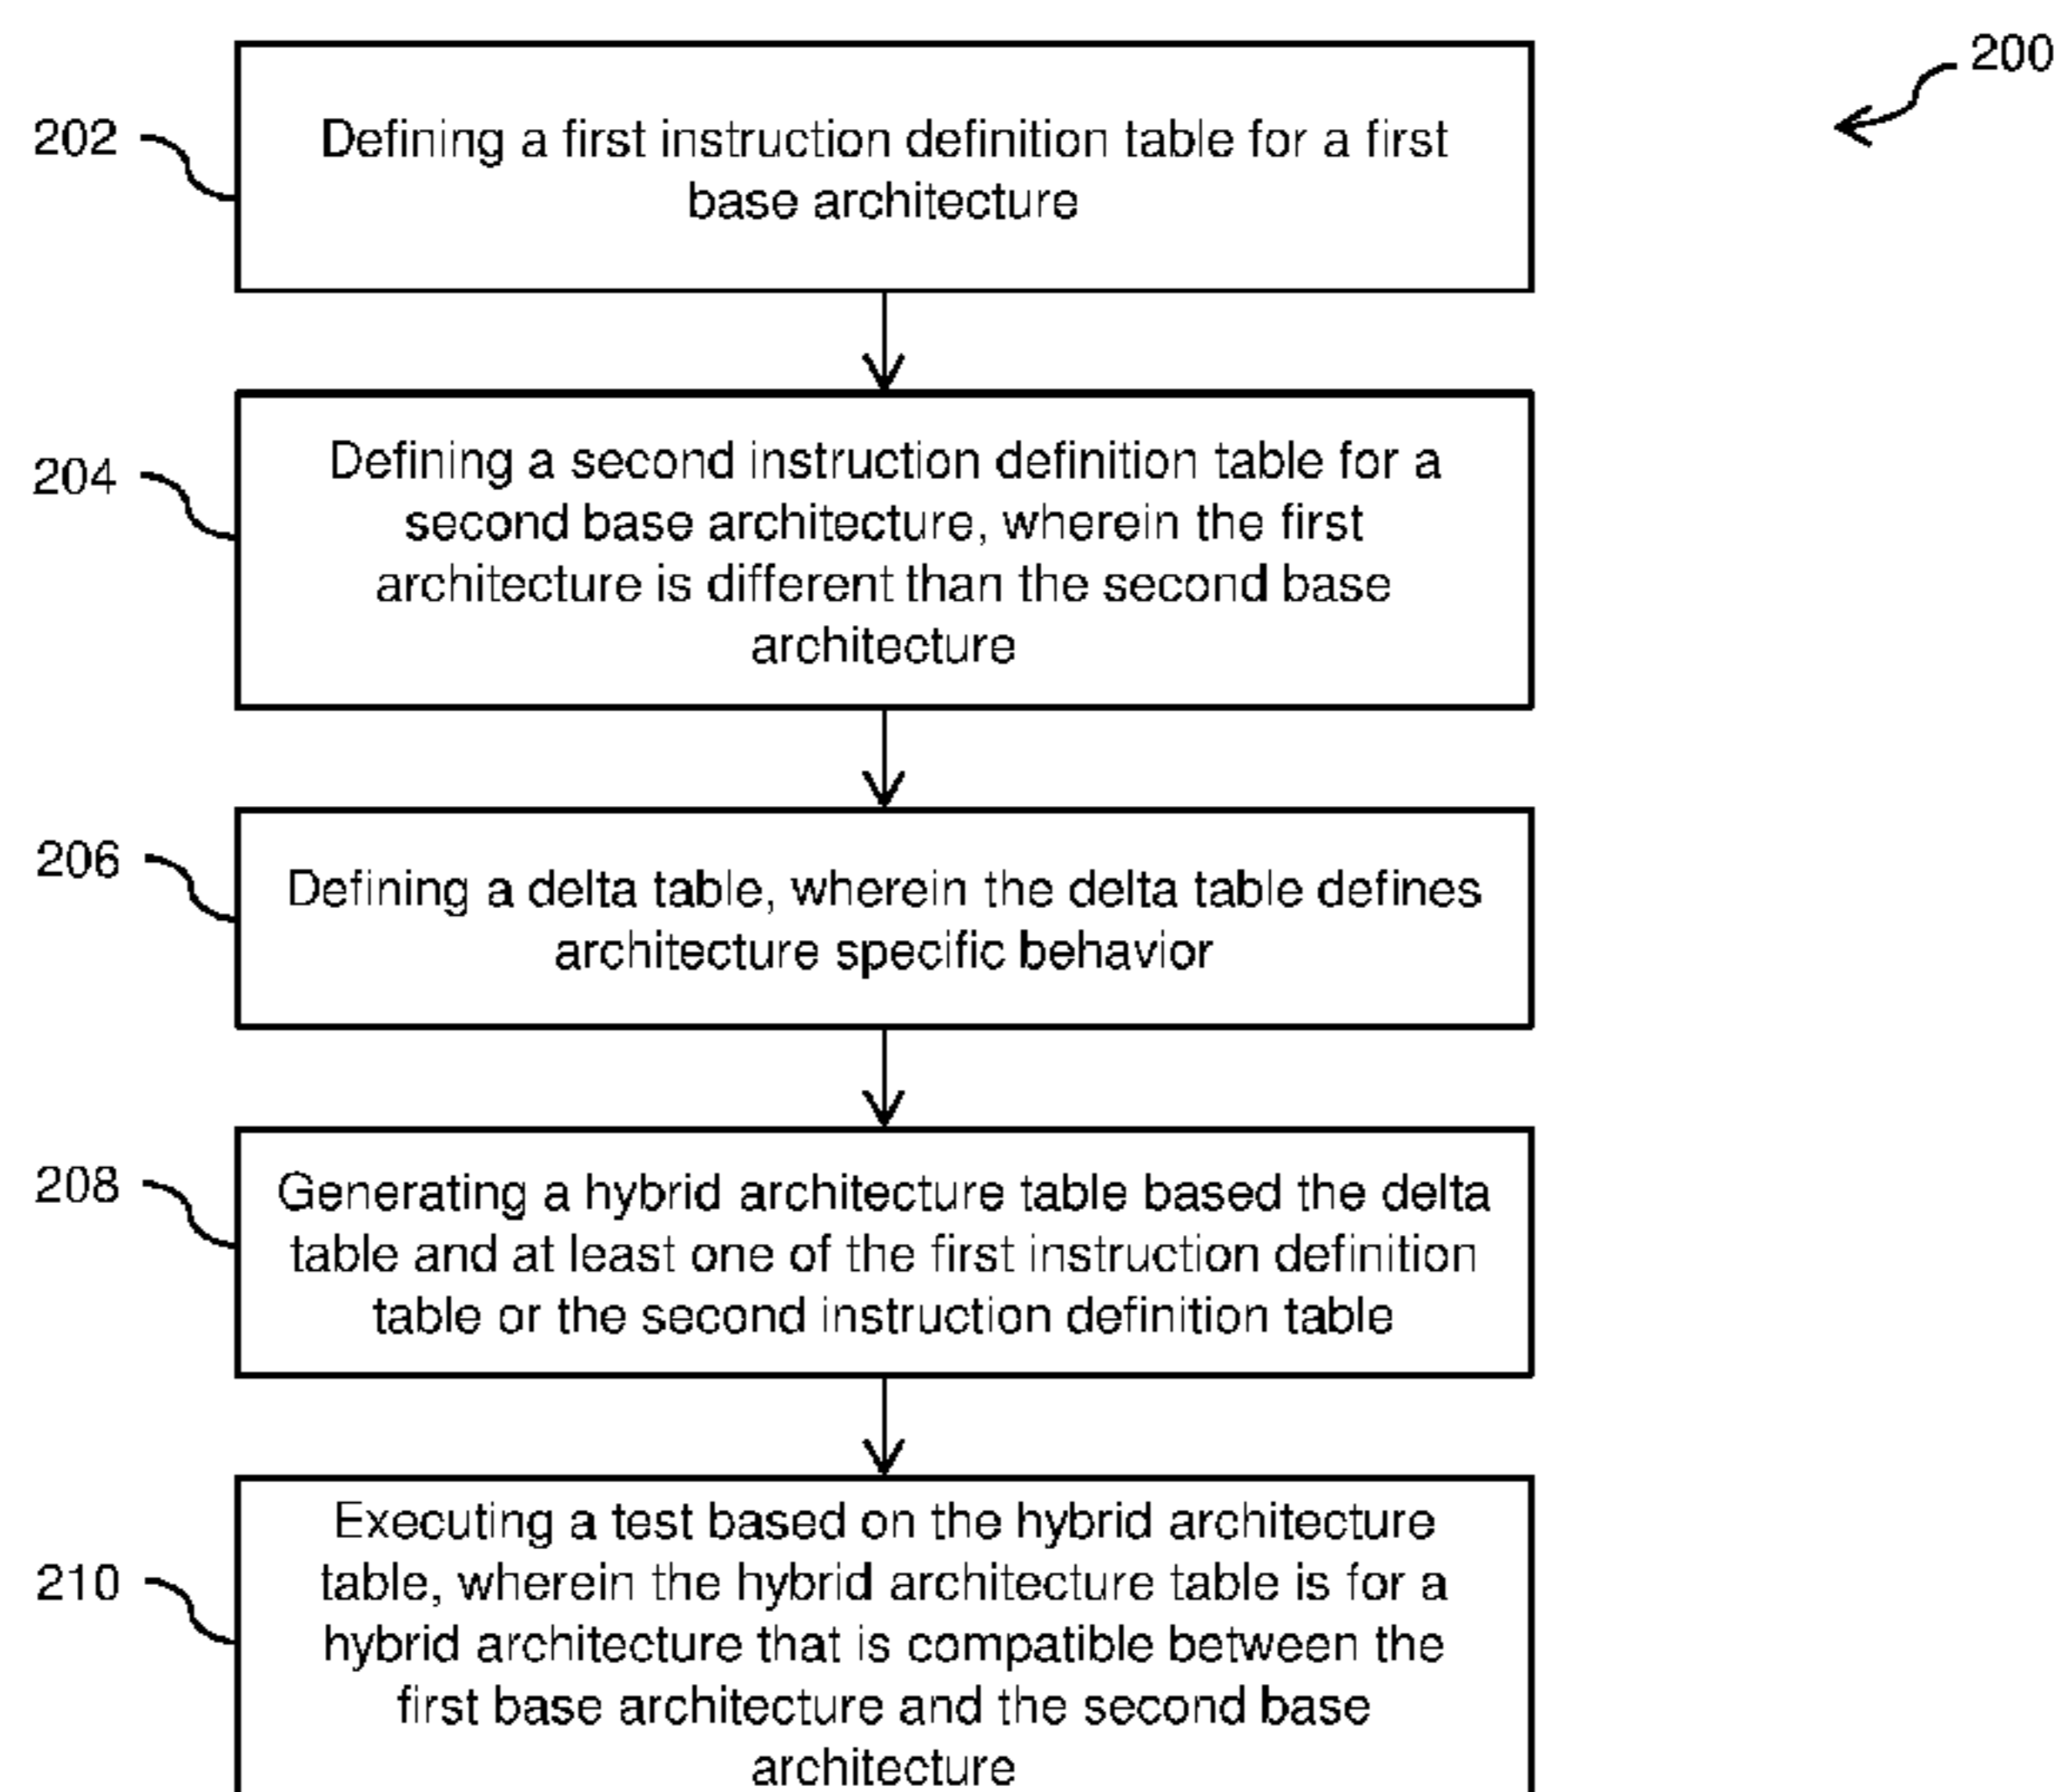 200
202
Defining a first instruction definition table for a first
base architecture
204
Defining a second instruction definition table for a
second base architecture, wherein the first
architecture is different than the second base
architecture
206
Defining a delta table, wherein the delta table defines
architecture specific behavior
208
Generating a hybrid architecture table based the delta
table and at least one of the first instruction definition
table or the second instruction definition table
210
Executing a test based on the hybrid architecture
table, wherein the hybrid architecture table is for a
hybrid architecture that is compatible between the
first base architecture and the second base
architecture